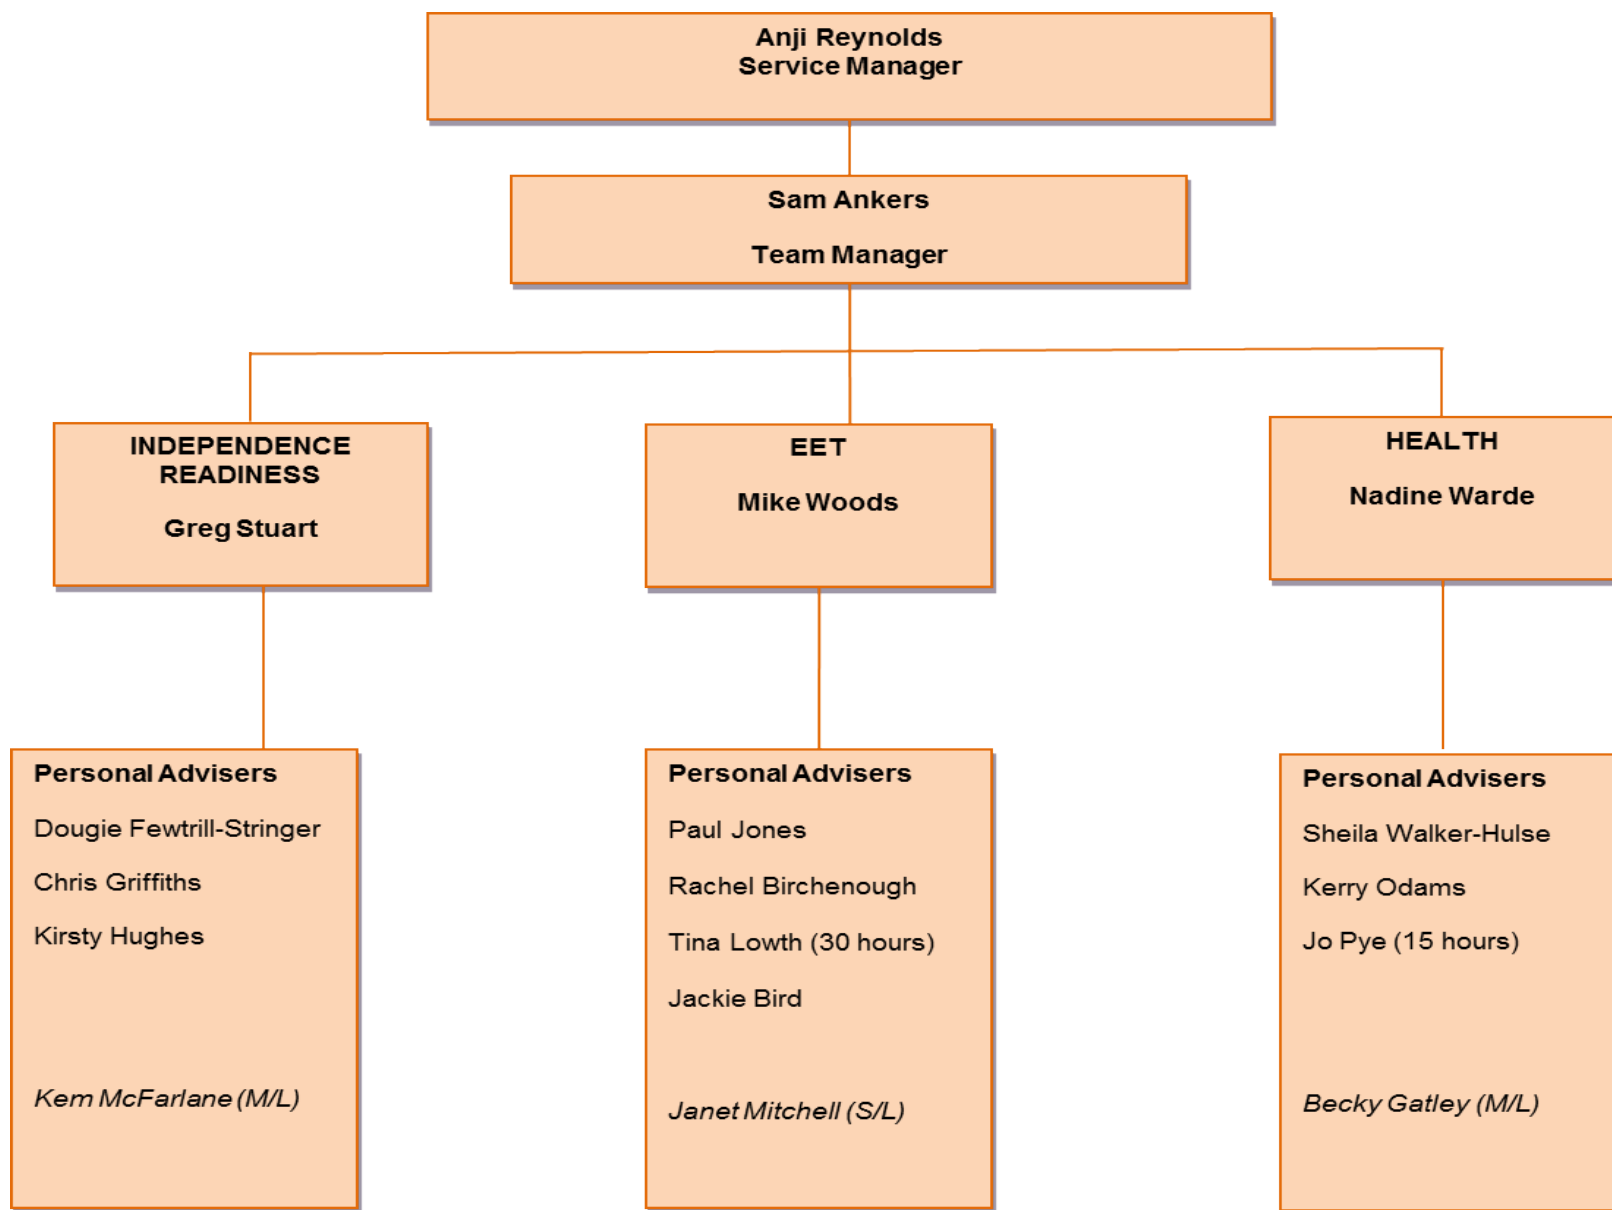 Anji Reynolds
Service Manager
Sam Ankers
Team Manager
INDEPENDENCE
READINESS
Greg Stuart
EET
Mike Woods
HEALTH
Nadine Warde
Personal Advisers
Dougie Fewtrill-Stringer
Chris Griffiths
Kirsty Hughes
Kem McFarlane (M/L)
Personal Advisers
Paul Jones
Rachel Birchenough
Tina Lowth (30 hours)
Jackie Bird
Janet Mitchell (S/L)
Personal Advisers
Sheila Walker-Hulse
Kerry Odams
Jo Pye (15 hours)
Becky Gatley (M/L)